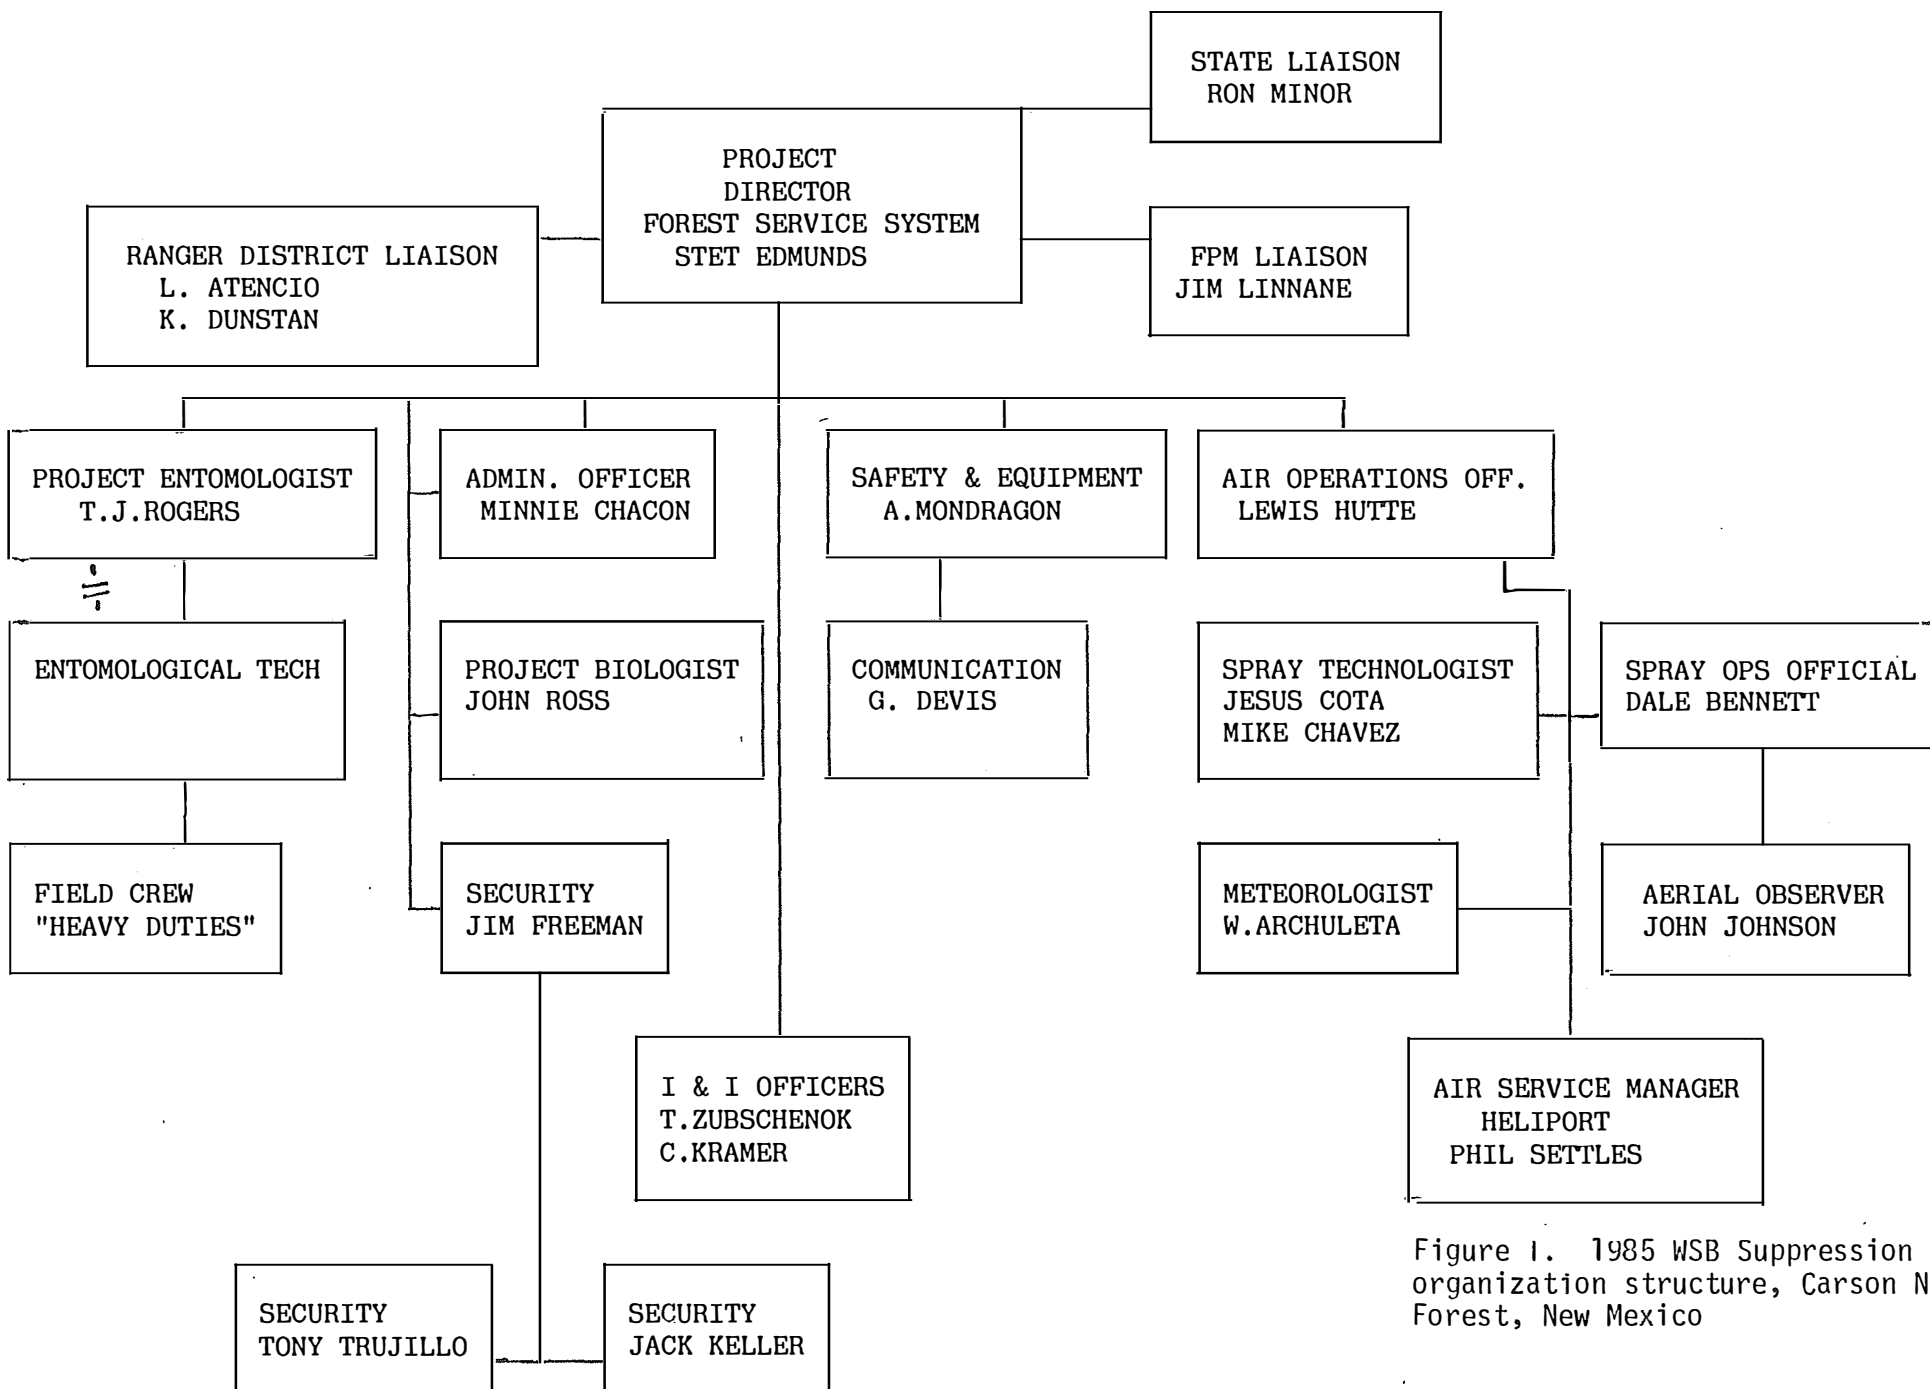 STATE LIAISON
RON MINOR
PROJECT
DIRECTOR
FOREST SERVICE SYSTEM
STET EDMUNDS
RANGER DISTRICT LIAISON
L. ATENCIO
K. DUNSTAN
FPM LIAISON
JIM LINNANE
PROJECT ENTOMOLOGIST
T.J.ROGERS
ADMIN. OFFICER
MINNIE CHACON
SAFETY & EQUIPMENT
A.MONDRAGON
AIR OPERATIONS OFF.
LEWIS HUTTE
ENTOMOLOGICAL TECH
PROJECT BIOLOGIST
JOHN ROSS
COMMUNICATION
G. DEVIS
SPRAY TECHNOLOGIST
JESUS COTA
MIKE CHAVEZ
SPRAY OPS OFFICIAL
DALE BENNETT
FIELD CREW
"HEAVY DUTIES"
SECURITY
JIM FREEMAN
METEOROLOGIST
W.ARCHULETA
AERIAL OBSERVER
JOHN JOHNSON
I & I OFFICERS
T.ZUBSCHENOK
C.KRAMER
AIR SERVICE MANAGER
HELIPORT
PHIL SETTLES
SECURITY
TONY TRUJILLO
SECURITY
JACK KELLER
Figure 1. 1985 WSB Suppression
organization structure, Carson N
Forest, New Mexico